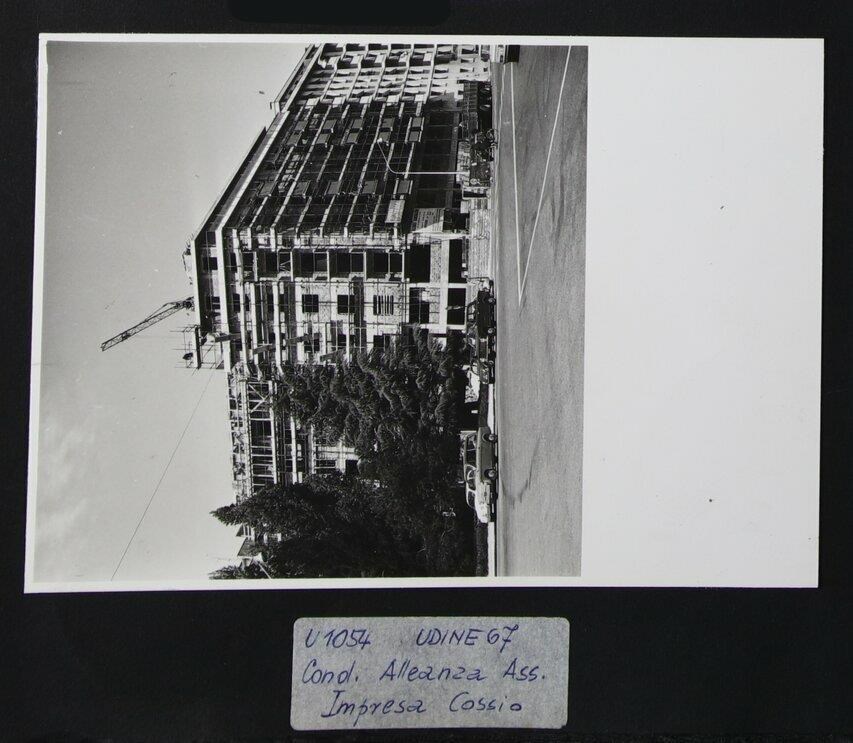 U1054 UDINE 67
Cond. Alleanza Ass.
Impresa Cossio